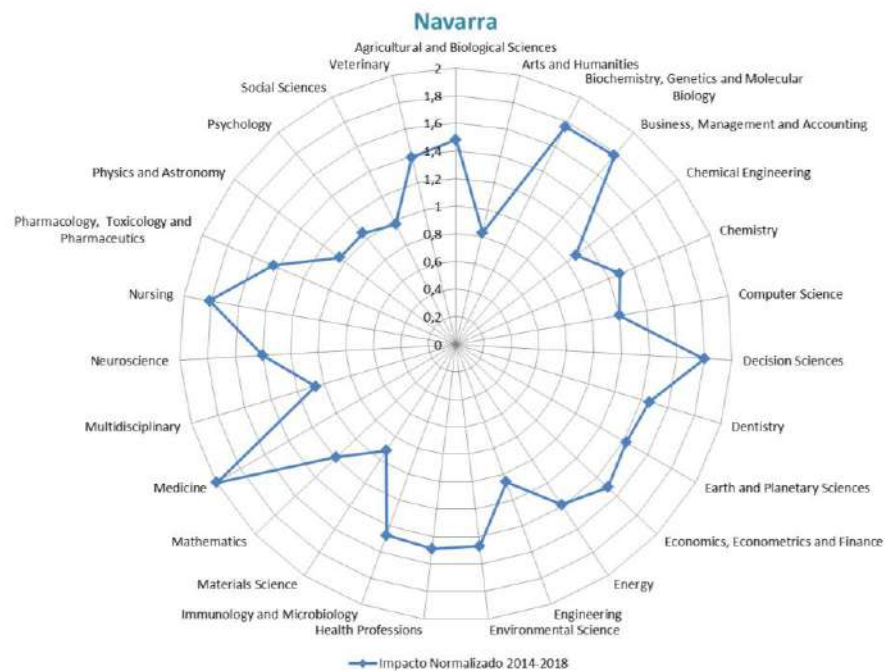 Navarra
Agricultural and Biological Sciences
Veterinary
Arts and Humanities
Social Sciences
Biochemistry, Genetics and Molecular
Biology
Psychology
Business, Management and Accounting
Physics and Astronomy
Chemical Engineering
Pharmacology, Toxicology and
Pharmaceutics
Chemistry
Nursing
Computer Science
Neuroscience
Decision Sciences
Multidisciplinary
Dentistry
Medicine
Earth and Planetary Sciences
Mathematics
Economics, Econometrics and Finance
Materials Science
Energy
Immunology and Microbiology
Engineering
Health Professions
Environmental Science
2
1,8
1,6
1,4
1,2
1
0,8
0,6
0,4
0,2
0
Impacto Normalizado 2014-2018